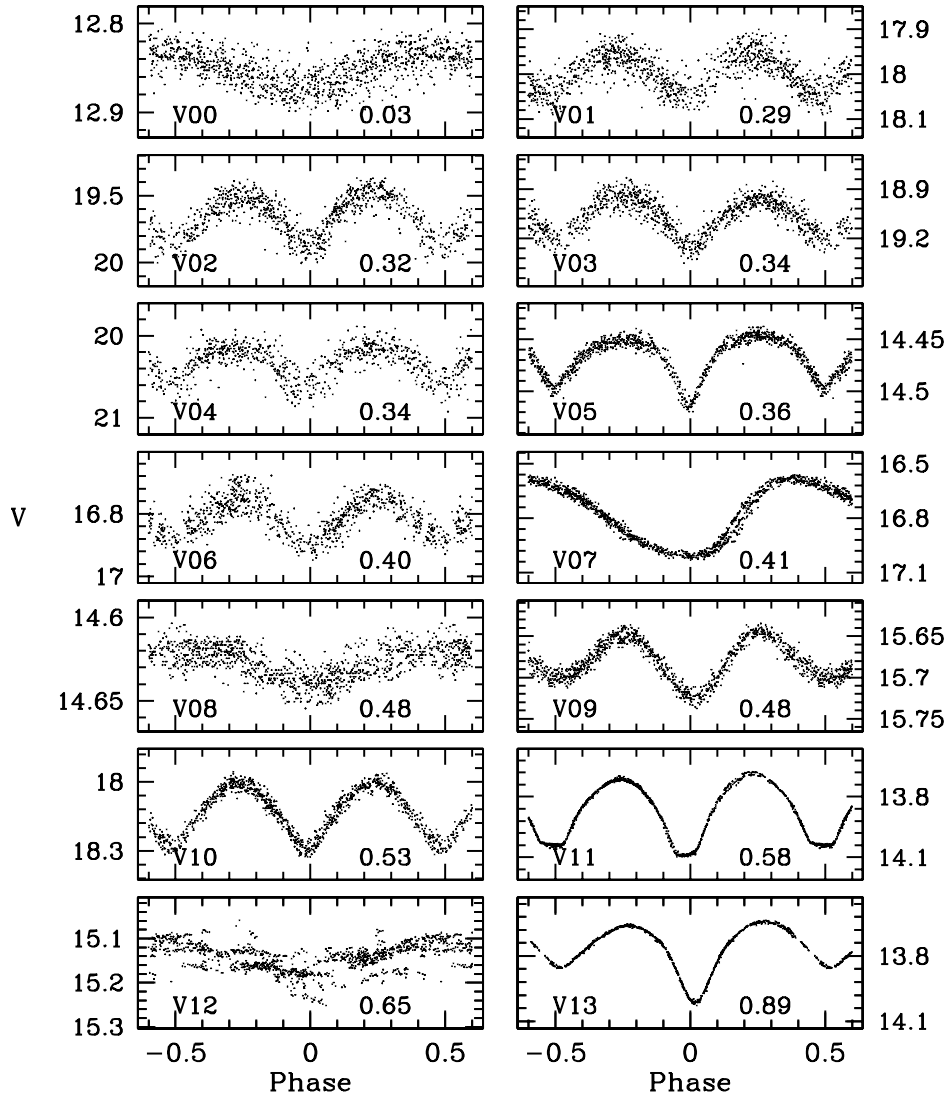 12.8
12.9
V00 0.03
17.9
18
18.1
V01 0.29
19.5
20
V02 0.32
18.9
19.2
V03 0.34
20
21
V04 0.34
14.45
14.5
V05 0.36
V
16.8
17
V06 0.40
16.5
16.8
17.1
V07 0.41
14.6
14.65
V08 0.48
15.65
15.7
15.75
V09 0.48
18
18.3
V10 0.53
13.8
14.1
V11 0.58
15.1
15.2
15.3
V12 0.65
13.8
14.1
V13 0.89
−0.5 0 0.5
−0.5 0 0.5
Phase
Phase